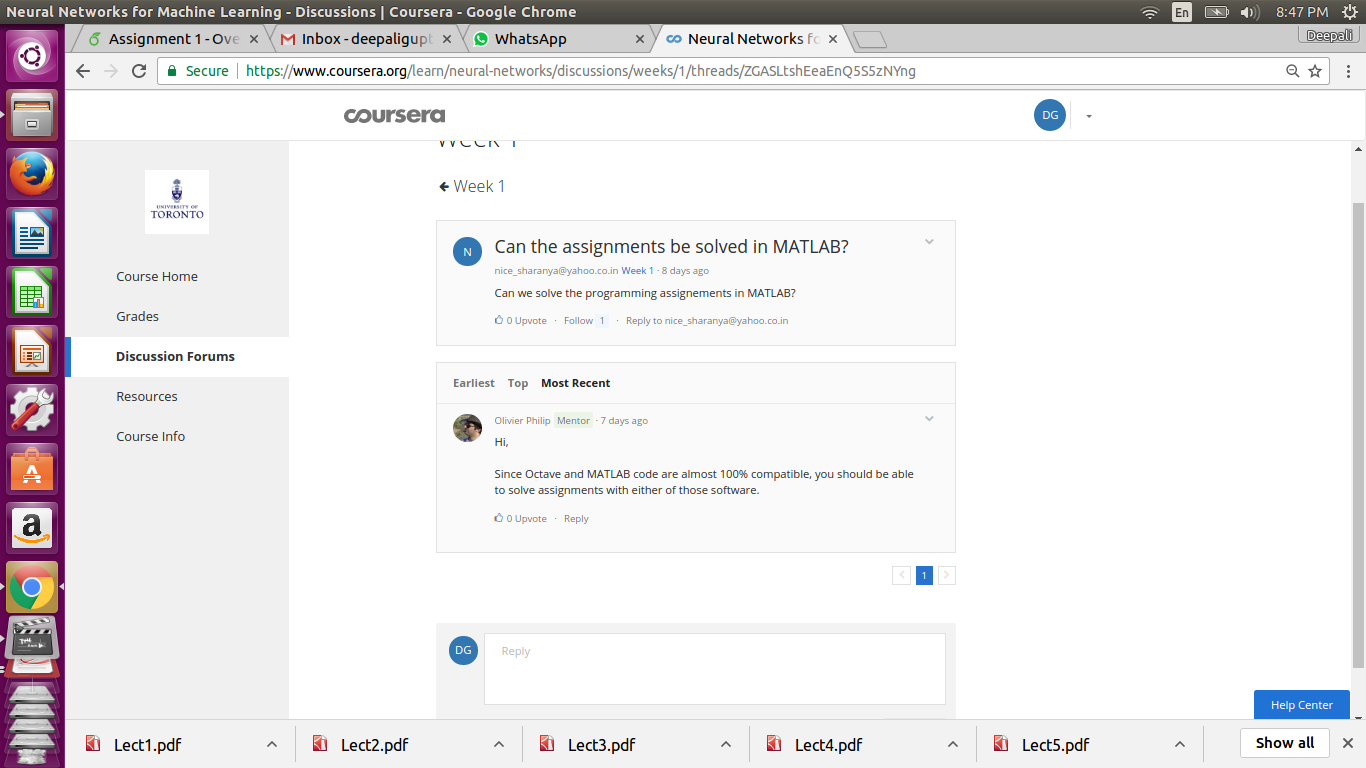 Neural Networks for Machine Learning - Discussions | Coursera - Google Chrome
En
8:47 PM
Assignment 1 - Ove
Inbox - deepaligup
WhatsApp
Neural Networks fo
Deepali
Secure
https://www.coursera.org/learn/neural-networks/discussions/weeks/1/threads/ZGASLtshEeaEnQ5S5zNYng
coursera
DG
Week 1
UNIVERSITY OF
TORONTO
Course Home
Grades
Discussion Forums
Resources
Course Info
Week 1
N
Can the assignments be solved in MATLAB?
nice_sharanya@yahoo.co.in Week 1 · 8 days ago
Can we solve the programming assignements in MATLAB?
0 Upvote · Follow 1 · Reply to nice_sharanya@yahoo.co.in
Earliest Top Most Recent
Olivier Philip Mentor · 7 days ago
Hi,
Since Octave and MATLAB code are almost 100% compatible, you should be able
to solve assignments with either of those software.
0 Upvote · Reply
1
DG
Reply
Help Center
Lect1.pdf
Lect2.pdf
Lect3.pdf
Lect4.pdf
Lect5.pdf
Show all